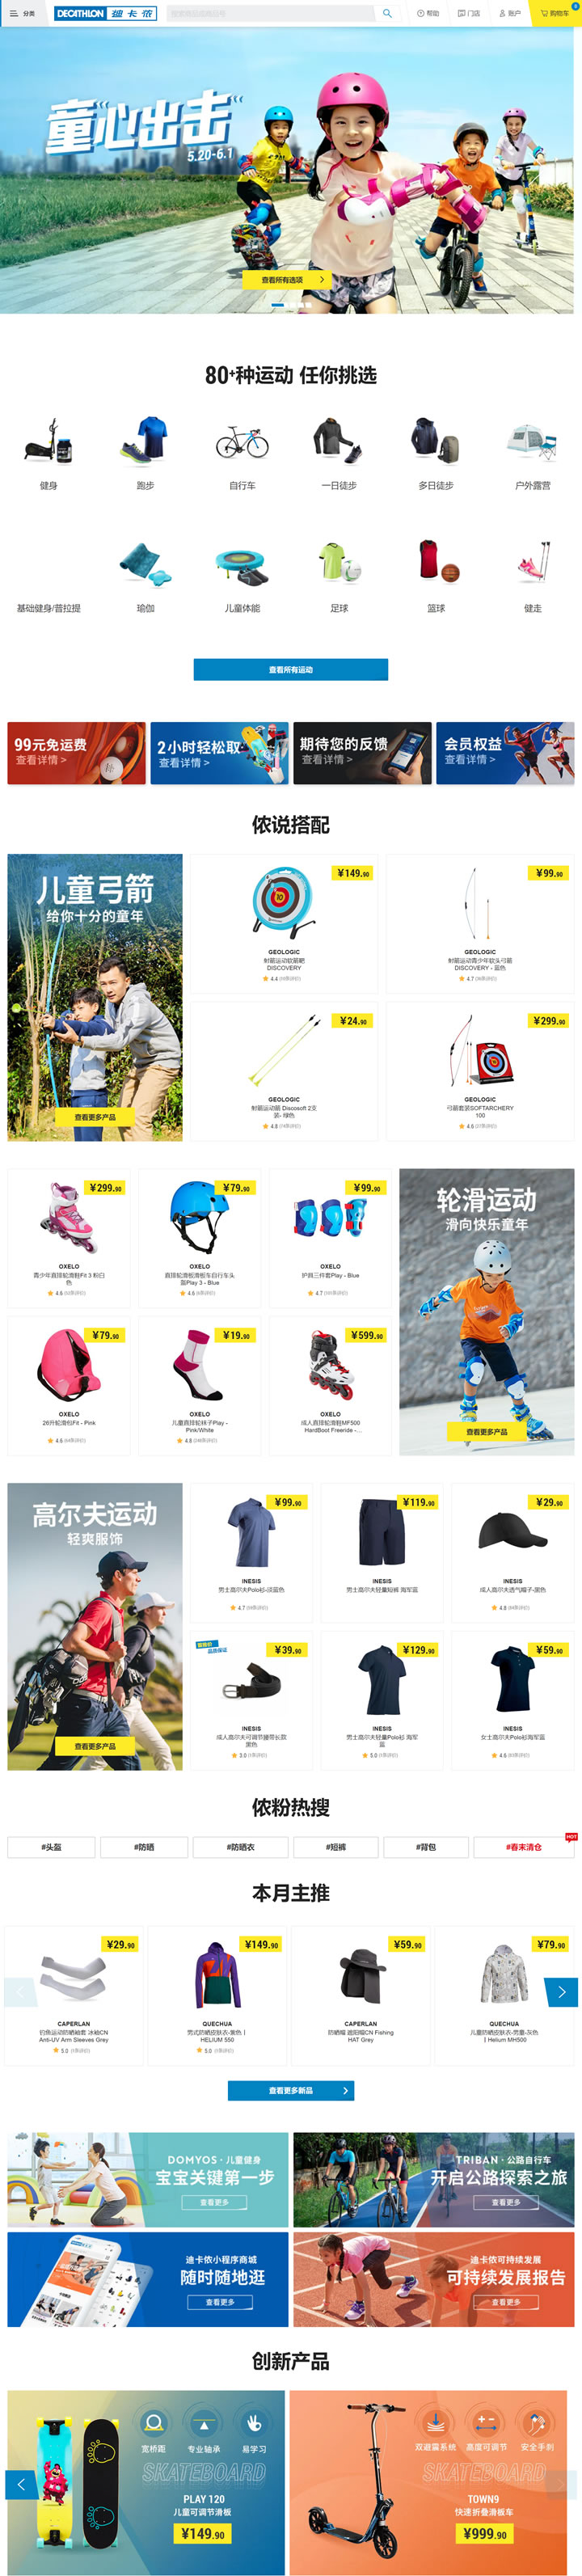 分类
DECATHLON 迪卡侬
帮助
门店
账户
购物车
童心出击
5.20-6.1
查看所有选项
80+种运动 任你挑选
健身
跑步
自行车
一日徒步
多日徒步
户外露营
基础健身/普拉提
瑜伽
儿童体能
足球
篮球
健走
查看所有运动
99元免运费
查看详情 >
2小时轻松取
查看详情 >
期待您的反馈
查看详情 >
会员权益
查看详情 >
侬说搭配
儿童弓箭
给你十分的童年
查看更多产品
¥149.90
GEOLOGIC
射箭运动软箭靶
DISCOVERY
4.4
¥99.90
GEOLOGIC
射箭运动青少年软头弓箭
DISCOVERY - 蓝色
4.7
¥24.90
GEOLOGIC
射箭运动箭 Discosoft 2支
装- 绿色
4.8
¥299.90
GEOLOGIC
弓箭套装SOFTARCHERY
100
4.6
¥299.90
OXELO
青少年直排轮滑鞋Fit 3 粉白
色
4.6
¥79.90
OXELO
直排轮滑板滑板车自行车头
盔Play 3 - Blue
4.6
¥99.90
OXELO
护具三件套Play - Blue
4.7
轮滑运动
滑向快乐童年
查看更多产品
¥79.90
OXELO
26升轮滑包Fit - Pink
4.6
¥19.90
OXELO
儿童直排轮袜子Play -
Pink/White
4.8
¥599.90
OXELO
成人直排轮滑鞋MF500
HardBoot Freeride -...
高尔夫运动
轻爽服饰
查看更多产品
¥99.90
INESIS
男士高尔夫Polo衫-淡蓝色
4.7
¥119.90
INESIS
男士高尔夫轻量短裤 海军蓝
¥29.90
INESIS
成人高尔夫透气帽子-黑色
4.8
品质保证
¥39.90
INESIS
成人高尔夫可调节腰带长款
黑色
3.0
¥129.90
INESIS
男士高尔夫轻量Polo衫 海军
蓝
5.0
¥59.90
INESIS
女士高尔夫Polo衫海军蓝
4.6
侬粉热搜
#头盔
#防晒
#防晒衣
#短裤
#背包
#春末清仓
HOT
本月主推
¥29.90
CAPERLAN
钓鱼运动防晒袖套 冰袖CN
Anti-UV Arm Sleeves Grey
5.0
¥149.90
QUECHUA
男式防晒皮肤衣-紫色 |
HELIUM 550
5.0
¥59.90
CAPERLAN
防晒帽 遮阳帽CN Fishing
HAT Grey
¥79.90
QUECHUA
儿童防晒皮肤衣-男童-灰色
| Helium MH500
查看更多新品
DOMYOS · 儿童健身
宝宝关键第一步
查看更多
TRIBAN · 公路自行车
开启公路探索之旅
查看更多
迪卡侬小程序商城
随时随地逛
查看更多
迪卡侬可持续发展
可持续发展报告
查看更多
创新产品
宽桥距
专业轴承
易学习
SKATEBOARD
PLAY 120
儿童可调节滑板
¥149.90
双避震系统
高度可调节
安全手刹
SKATEBOARD
TOWN9
快速折叠滑板车
¥999.90